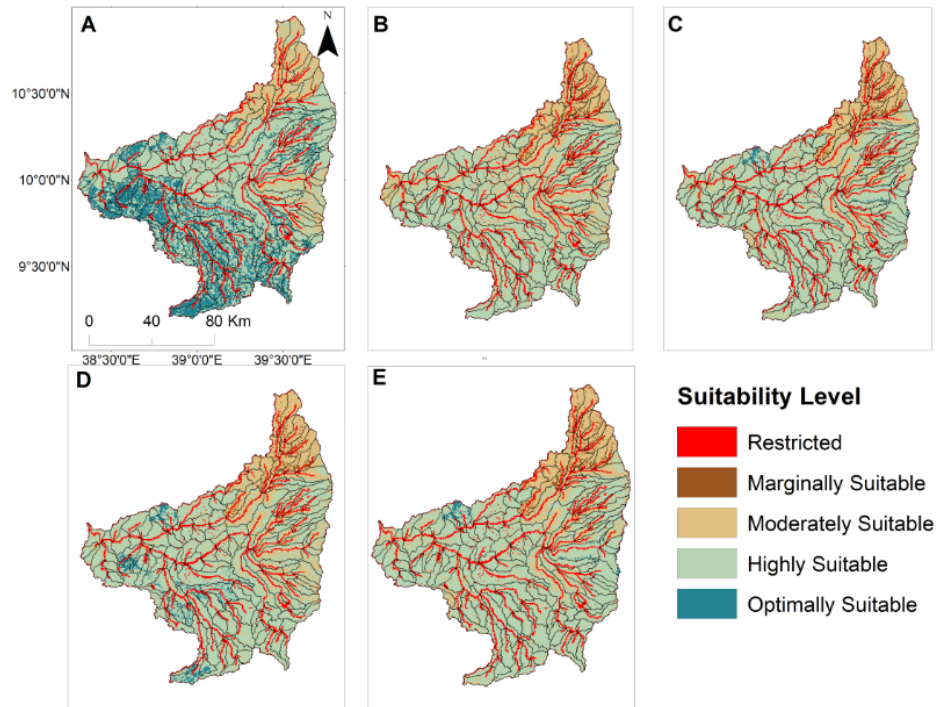 A
N
B
C
10°30'0"N
10°0'0"N
9°30'0"N
0 40 80 Km
38°30'0"E 39°0'0"E 39°30'0"E
D
E
Suitability Level
Restricted
Marginally Suitable
Moderately Suitable
Highly Suitable
Optimally Suitable